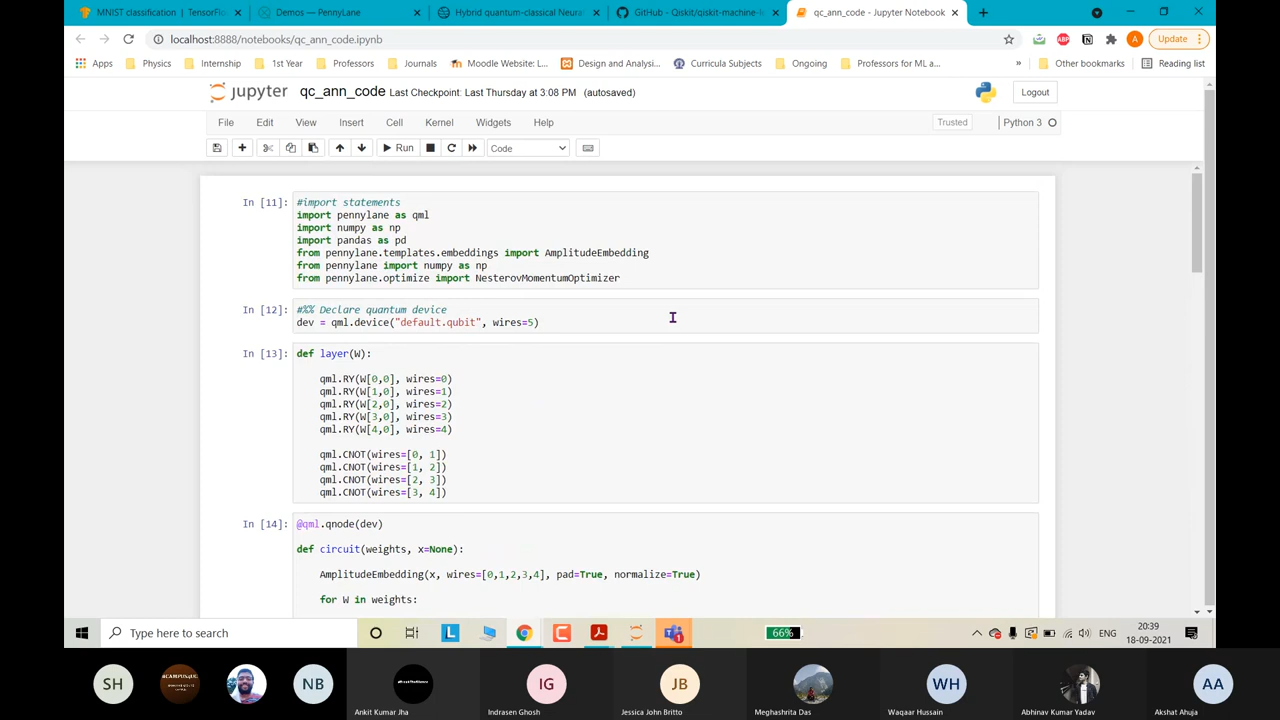 MNIST classification | TensorFlo
Demos — PennyLane
Hybrid quantum-classical Neura
GitHub - Qiskit/qiskit-machine-l
qc_ann_code - Jupyter Notebook
localhost:8888/notebooks/qc_ann_code.ipynb
ABP
A
Update
Apps
Physics
Internship
1st Year
Professors
Journals
Moodle Website: L...
Design and Analysi...
Curricula Subjects
Ongoing
Professors for ML a...
»
Other bookmarks
Reading list
jupyter
qc_ann_code Last Checkpoint: Last Thursday at 3:08 PM (autosaved)
Logout
File Edit View Insert Cell Kernel Widgets Help
Trusted
Python 3
Run
Code
In [11]:
#import statements
import pennylane as qml
import numpy as np
import pandas as pd
from pennylane.templates.embeddings import AmplitudeEmbedding
from pennylane import numpy as np
from pennylane.optimize import NesterovMomentumOptimizer
In [12]:
#%% Declare quantum device
dev = qml.device("default.qubit", wires=5)
In [13]:
def layer(W):
qml.RY(W[0,0], wires=0)
qml.RY(W[1,0], wires=1)
qml.RY(W[2,0], wires=2)
qml.RY(W[3,0], wires=3)
qml.RY(W[4,0], wires=4)
qml.CNOT(wires=[0, 1])
qml.CNOT(wires=[1, 2])
qml.CNOT(wires=[2, 3])
qml.CNOT(wires=[3, 4])
In [14]:
@qml.qnode(dev)
def circuit(weights, x=None):
AmplitudeEmbedding(x, wires=[0,1,2,3,4], pad=True, normalize=True)
for W in weights:
Type here to search
L
66%
ENG
20:39
18-09-2021
SH
NB
IG
JB
WH
AA
Ankit Kumar Jha
Indrasen Ghosh
Jessica John Britto
Meghashrita Das
Waqaar Hussain
Abhinav Kumar Yadav
Akshat Ahuja